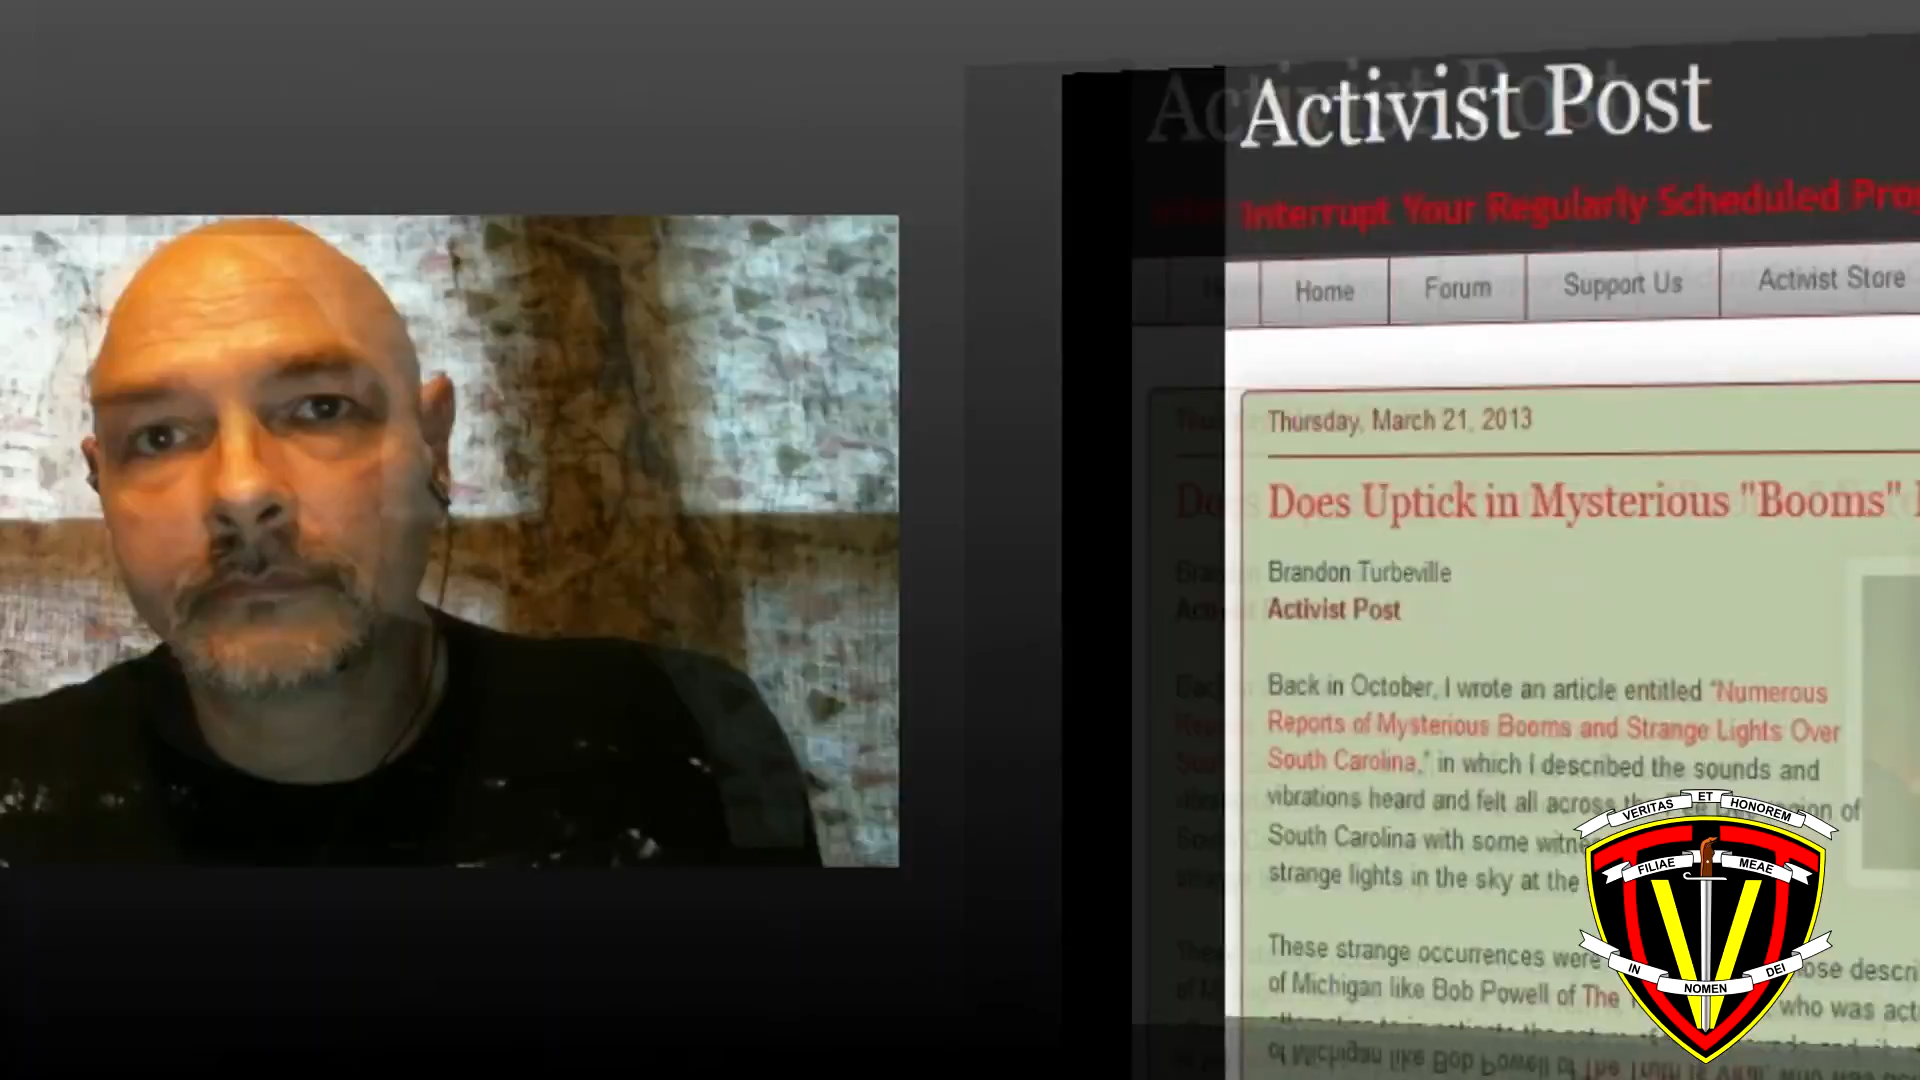 Activist Post
Interrupt Your Regularly Scheduled
Home
Forum
Support Us
Activist Store
Thursday, March 21, 2013
Does Uptick in Mysterious "Booms"
Brandon Turbeville
Activist Post
Back in October, I wrote an article entitled "Numerous
Reports of Mysterious Booms and Strange Lights Over
South Carolina," in which I described the sounds and
vibrations heard and felt all across of
South Carolina with some
strange lights in the sky at the
These strange occurrences were
of Michigan like Bob Powell of The who was
VERITAS ET HONOREM
FILIAE MEAE
IN NOMEN DEI